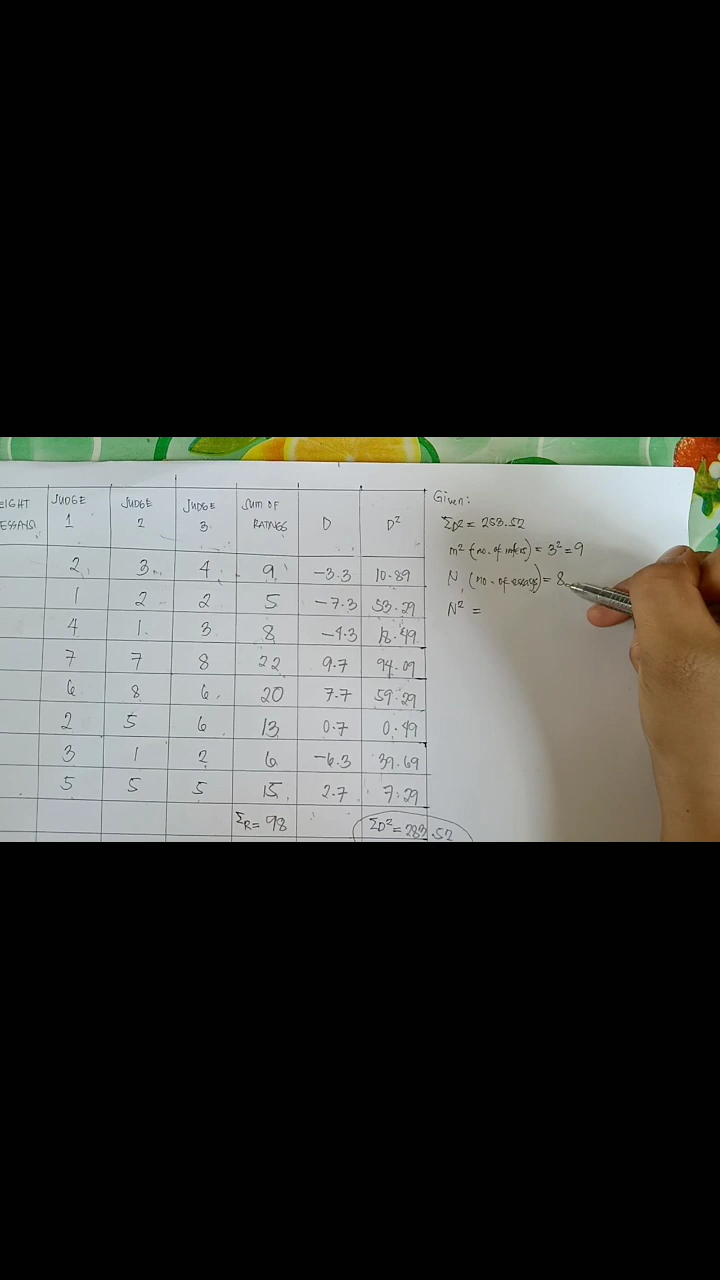 EIGHT ESSAYS JUDGE 1 JUDGE 2 JUDGE 3 SUM OF RATINGS D D²
2 3 4 9 -3.3 10.89
1 2 2 5 -7.3 53.29
4 1 3 8 -4.3 18.49
7 7 8 22 9.7 94.09
6 8 6 20 7.7 59.29
2 5 6 13 0.7 0.49
3 1 2 6 -6.3 39.69
5 5 5 15 2.7 7.29
ΣR= 98 ΣD²=283.52
Given:
ΣD² = 283.52
m² (no. of raters) = 3² = 9
N (no. of essays) = 8
N² =